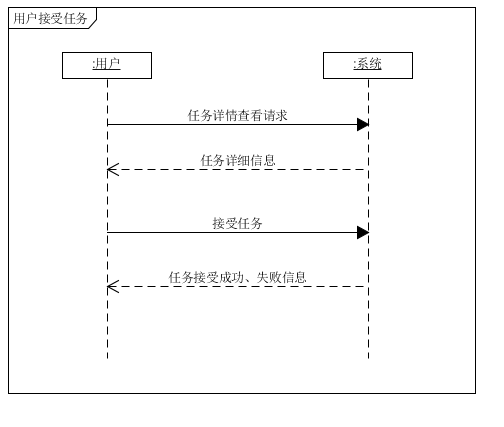 用户接受任务
:用户
:系统
任务详情查看请求
任务详细信息
接受任务
任务接受成功、失败信息